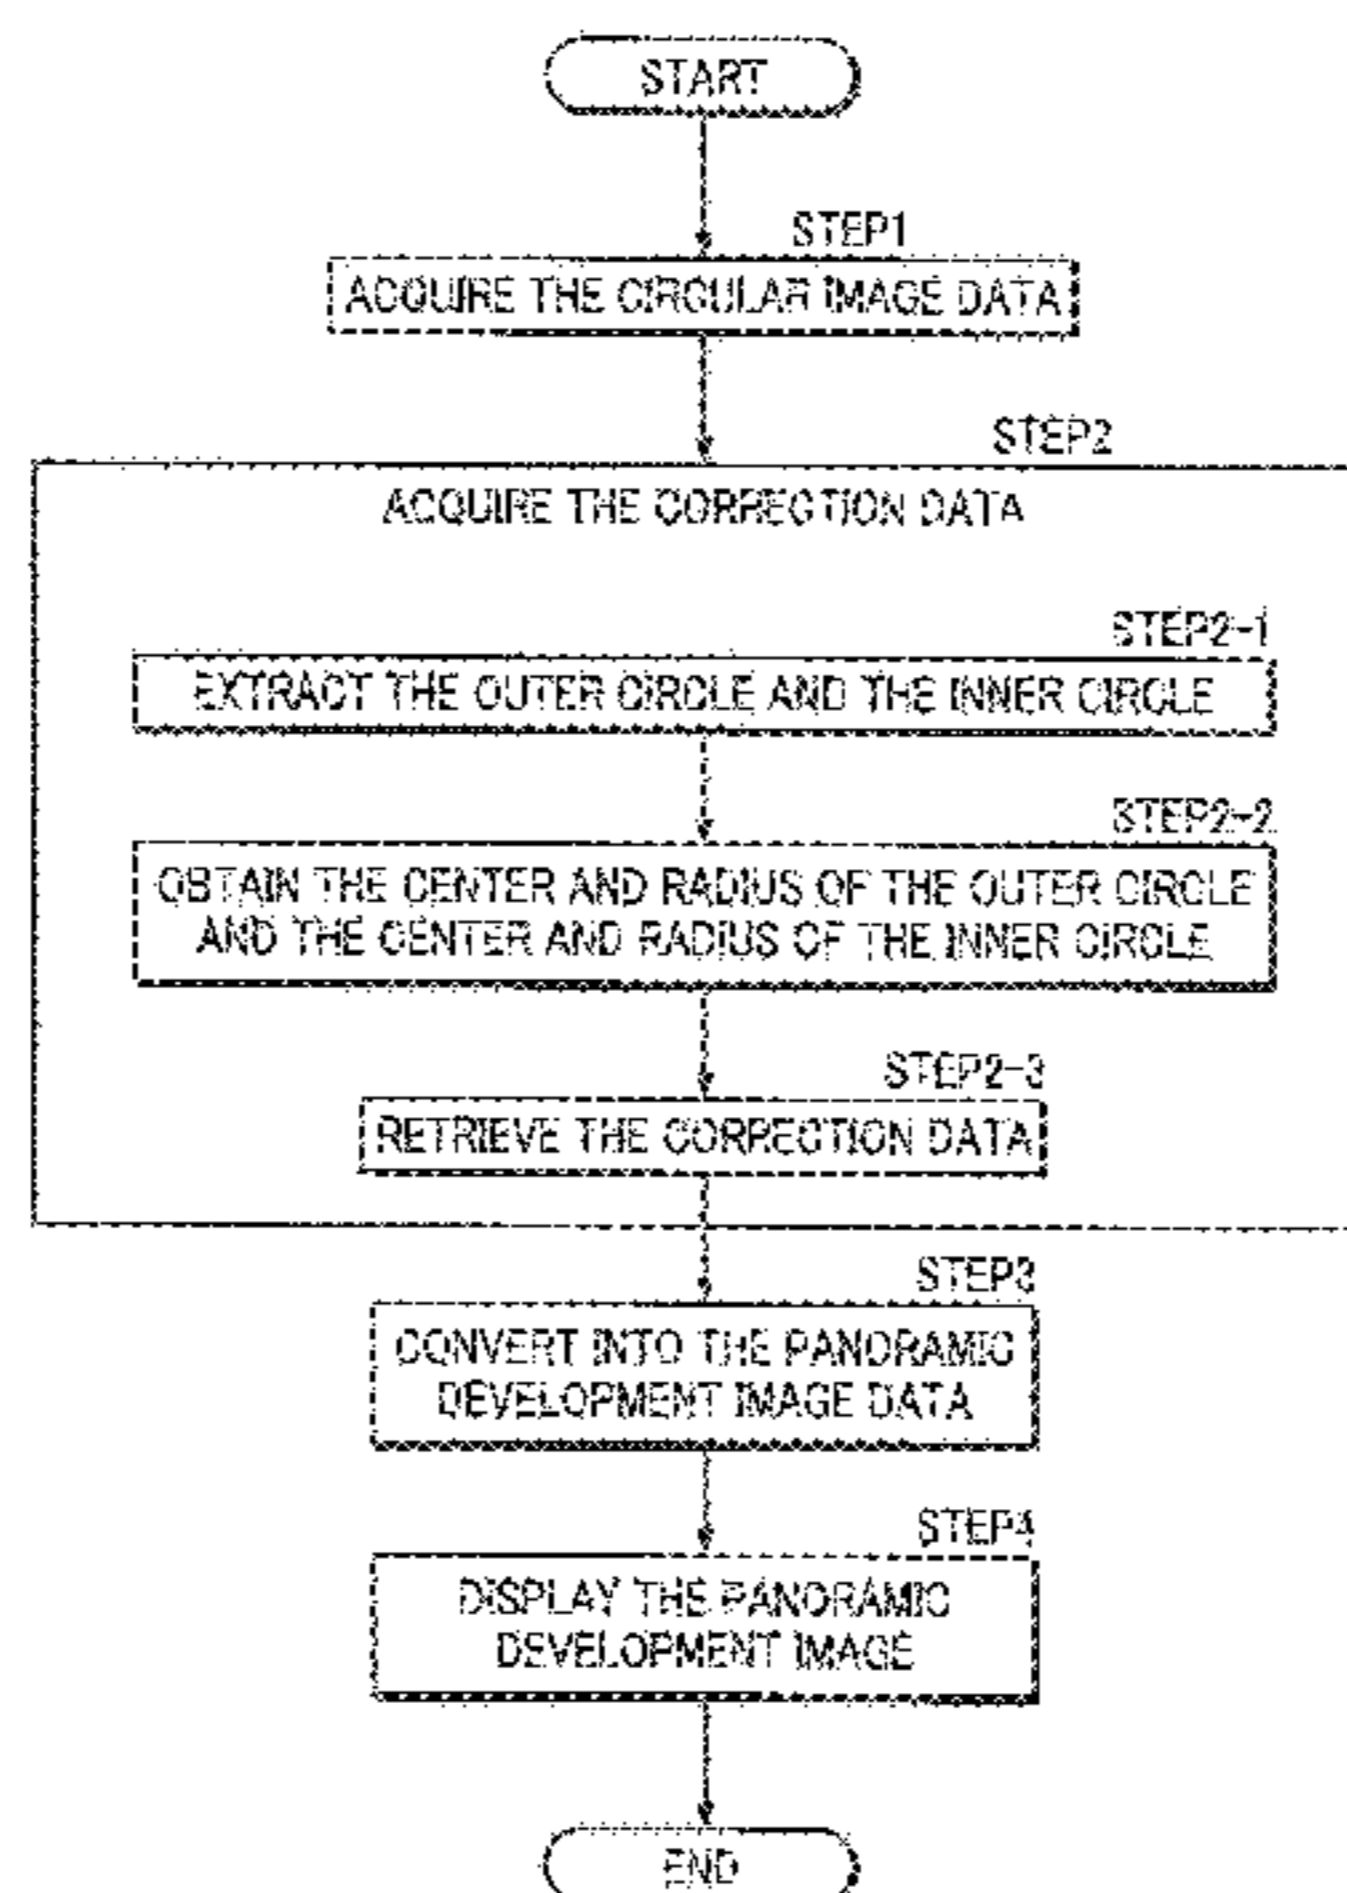 START
STEP1
ACQUIRE THE CIRCULAR IMAGE DATA
STEP2
ACQUIRE THE CORRECTION DATA
STEP2-1
EXTRACT THE OUTER CIRCLE AND THE INNER CIRCLE
STEP2-2
OBTAIN THE CENTER AND RADIUS OF THE OUTER CIRCLE
AND THE CENTER AND RADIUS OF THE INNER CIRCLE
STEP2-3
RETRIEVE THE CORRECTION DATA
STEP3
CONVERT INTO THE PANORAMIC
DEVELOPMENT IMAGE DATA
STEP4
DISPLAY THE PANORAMIC
DEVELOPMENT IMAGE
END